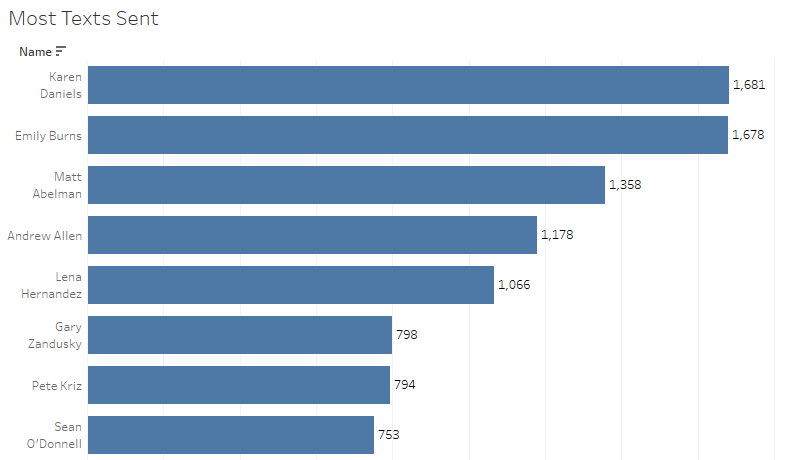 Most Texts Sent
Name
Karen
Daniels
1,681
Emily Burns
1,678
Matt
Abelman
1,358
Andrew Allen
1,178
Lena
Hernandez
1,066
Gary
Zandusky
798
Pete Kriz
794
Sean
O'Donnell
753